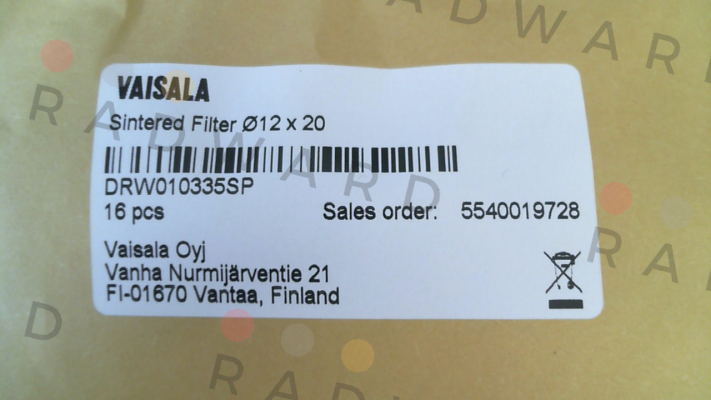 VAISALA
Sintered Filter Ø12 x 20
DRW010335SP
16 pcs
Sales order: 5540019728
Vaisala Oyj
Vanha Nurmijärventie 21
FI-01670 Vantaa, Finland
RADWARD
RADWARD
RADWARD
D
RADWARD